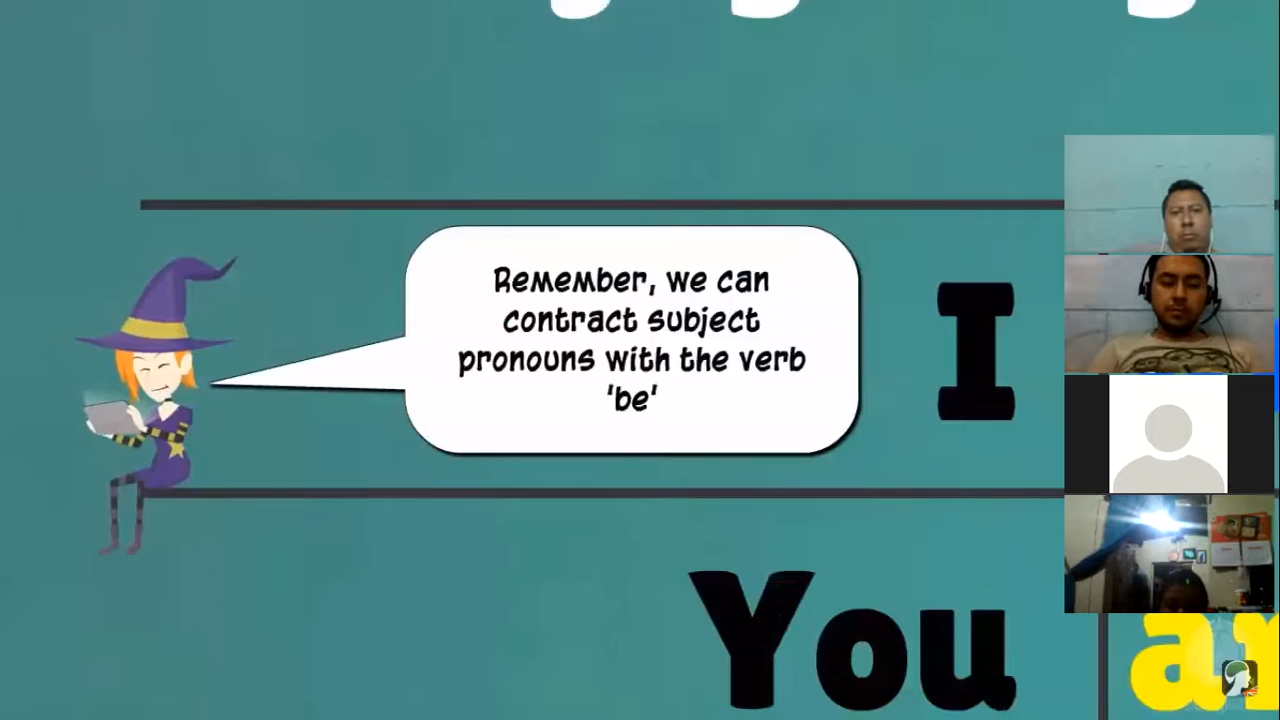 Remember, we can
contract subject
pronouns with the verb
'be'
I
You